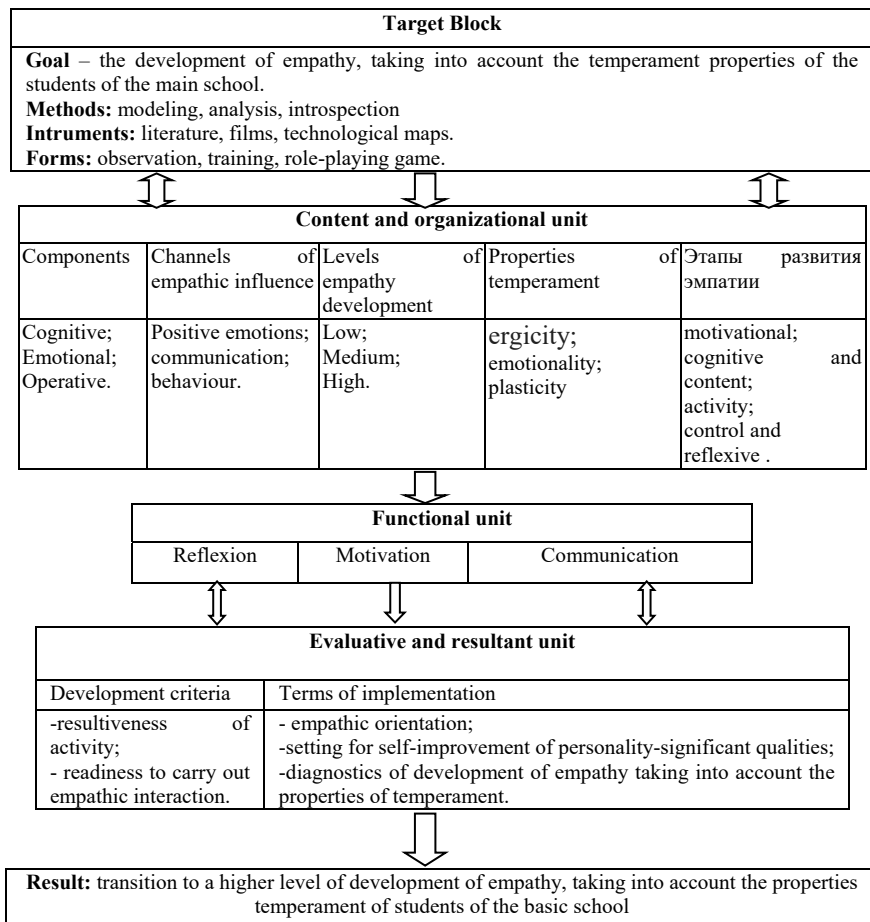 Target Block
Goal – the development of empathy, taking into account the temperament properties of the
students of the main school.
Methods: modeling, analysis, introspection
Intruments: literature, films, technological maps.
Forms: observation, training, role-playing game.
Content and organizational unit
Components
Channels of
empathic influence
Levels of
empathy
development
Properties of
temperament
Этапы развития
эмпатии
Cognitive;
Emotional;
Operative.
Positive emotions;
communication;
behaviour.
Low;
Medium;
High.
ergicity;
emotionality;
plasticity
motivational;
cognitive and
content;
activity;
control and
reflexive .
Functional unit
Reflexion
Motivation
Communication
Evaluative and resultant unit
Development criteria
Terms of implementation
-resultiveness of
activity;
- readiness to carry out
empathic interaction.
- empathic orientation;
-setting for self-improvement of personality-significant qualities;
-diagnostics of development of empathy taking into account the
properties of temperament.
Result: transition to a higher level of development of empathy, taking into account the properties
temperament of students of the basic school